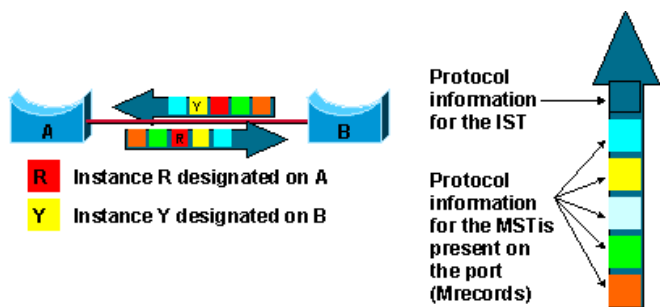 Y
A
B
R
R Instance R designated on A
Y Instance Y designated on B
Protocol
information
for the IST
Protocol
information
for the MSTis
present on
the port
(Mrecords)